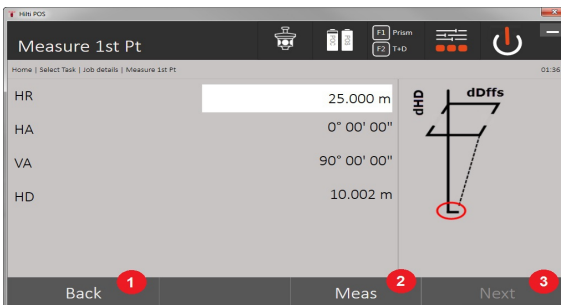 Hilti POS
Measure 1st Pt
POC
POS
F1 Prism
F2 T+D
Home | Select Task | Job details | Measure 1st Pt
01:36
HR 25.000 m
HA 0° 00' 00"
VA 90° 00' 00"
HD 10.002 m
dHD
dDffs
Back 1
Meas 2
Next 3